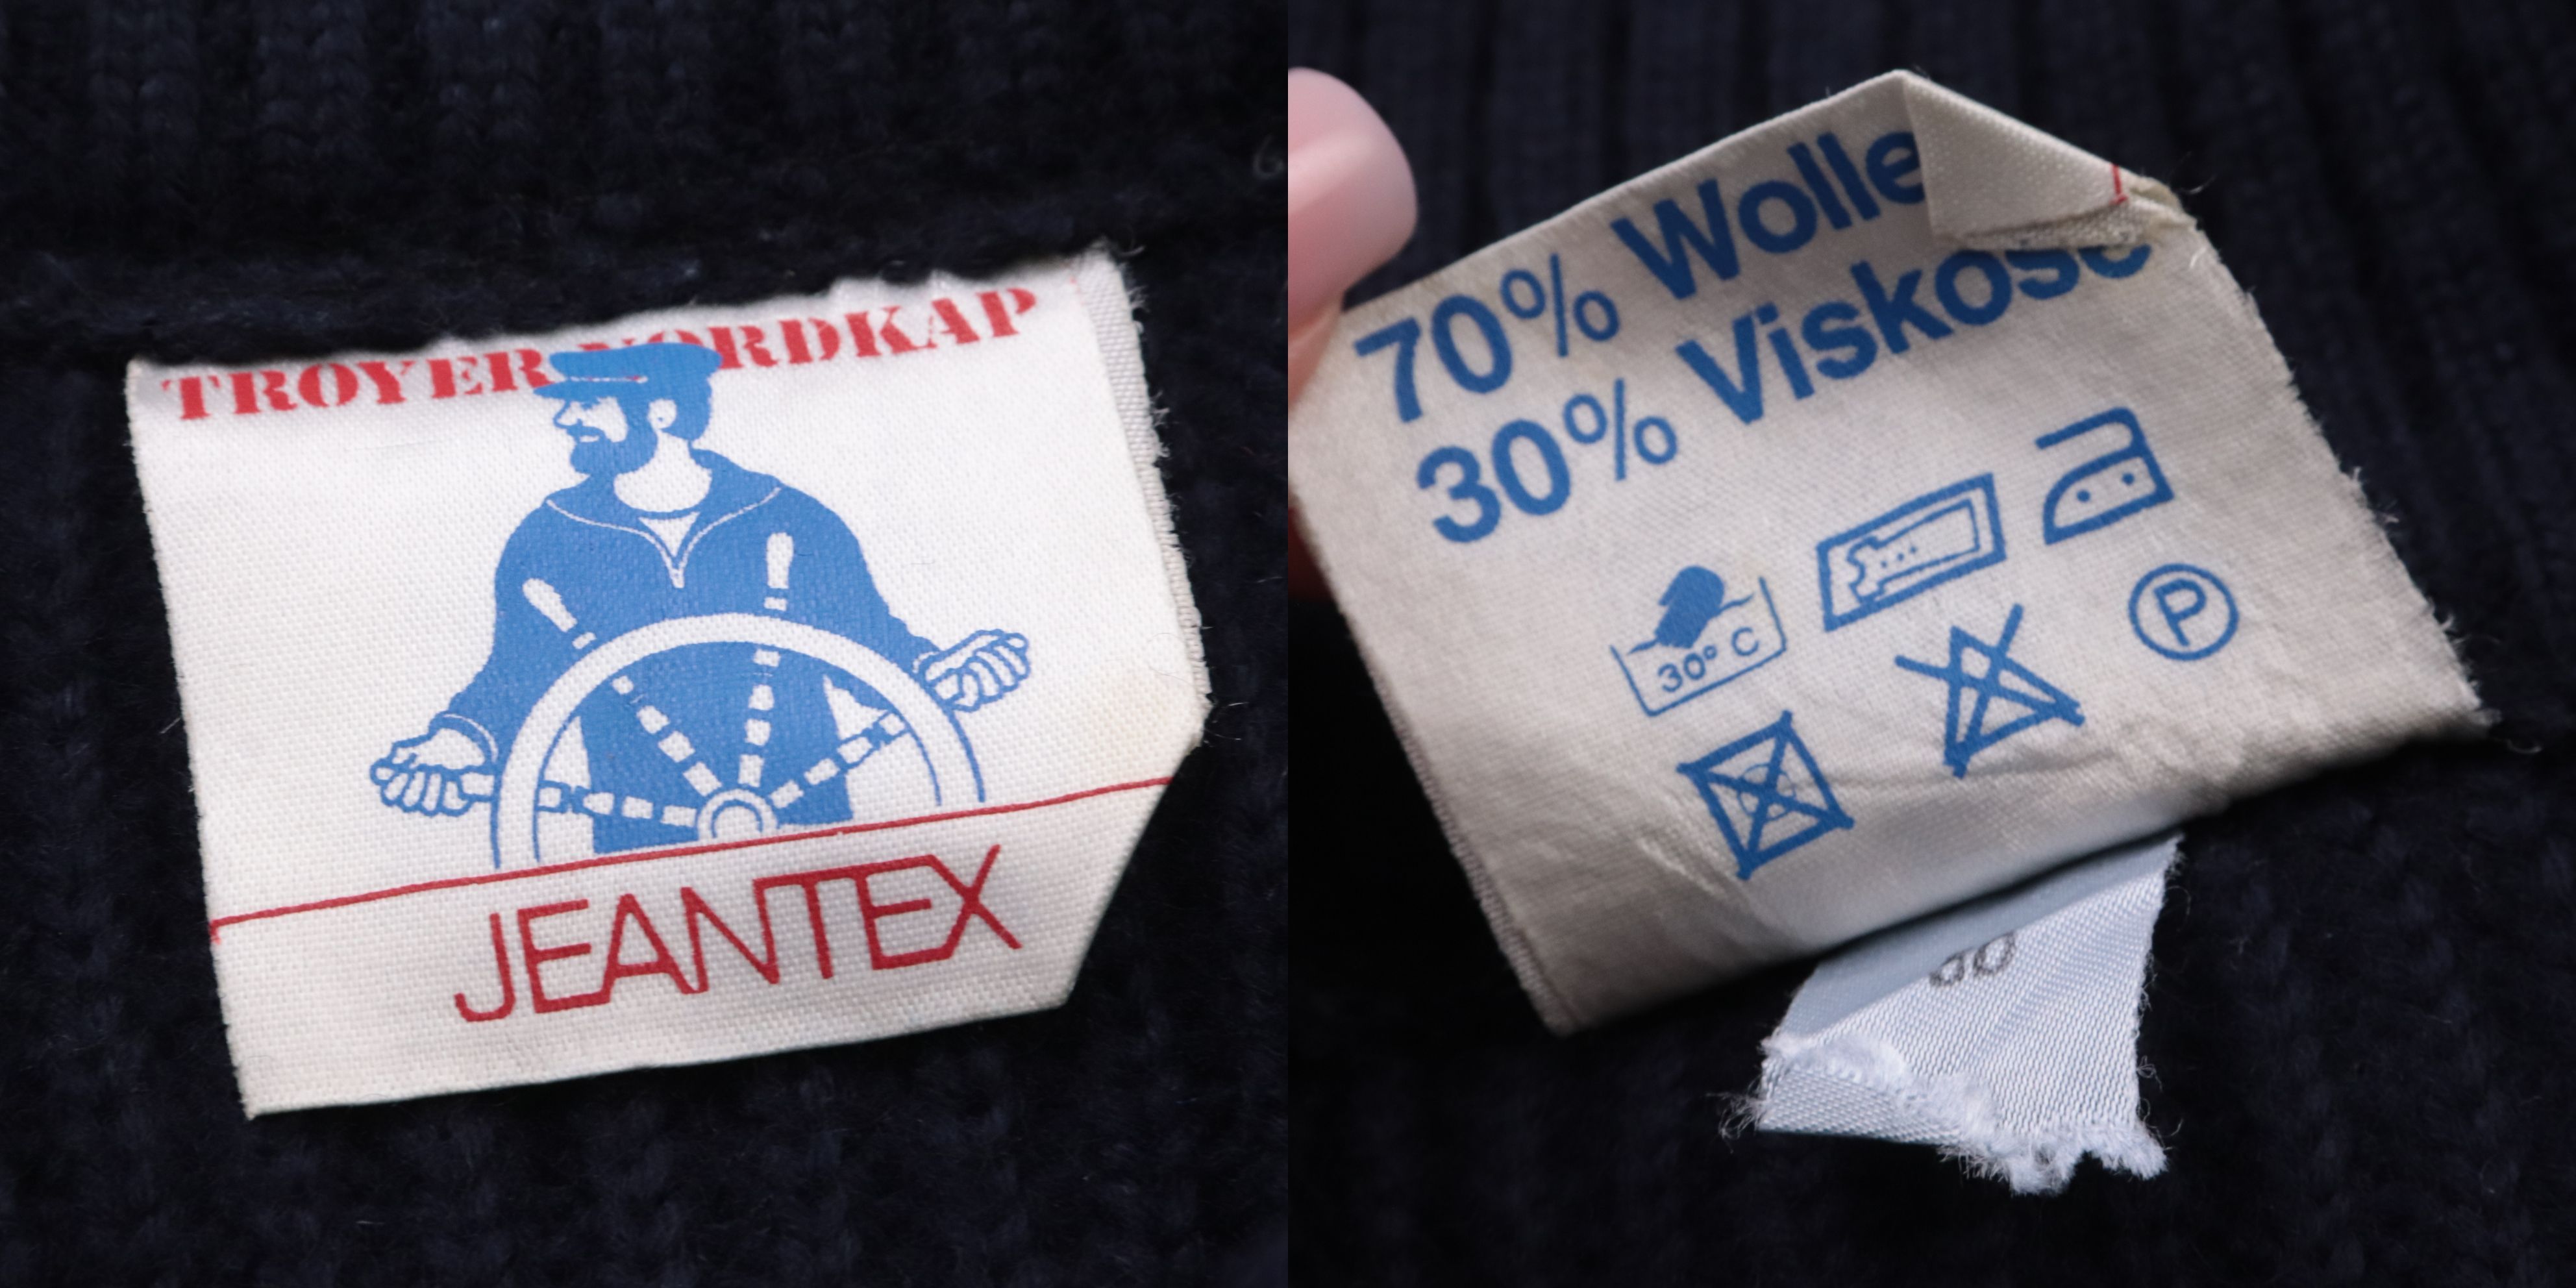 TROYER NORDKAP
JEANTEX
70% Wolle
30% Viskose
30° C
P